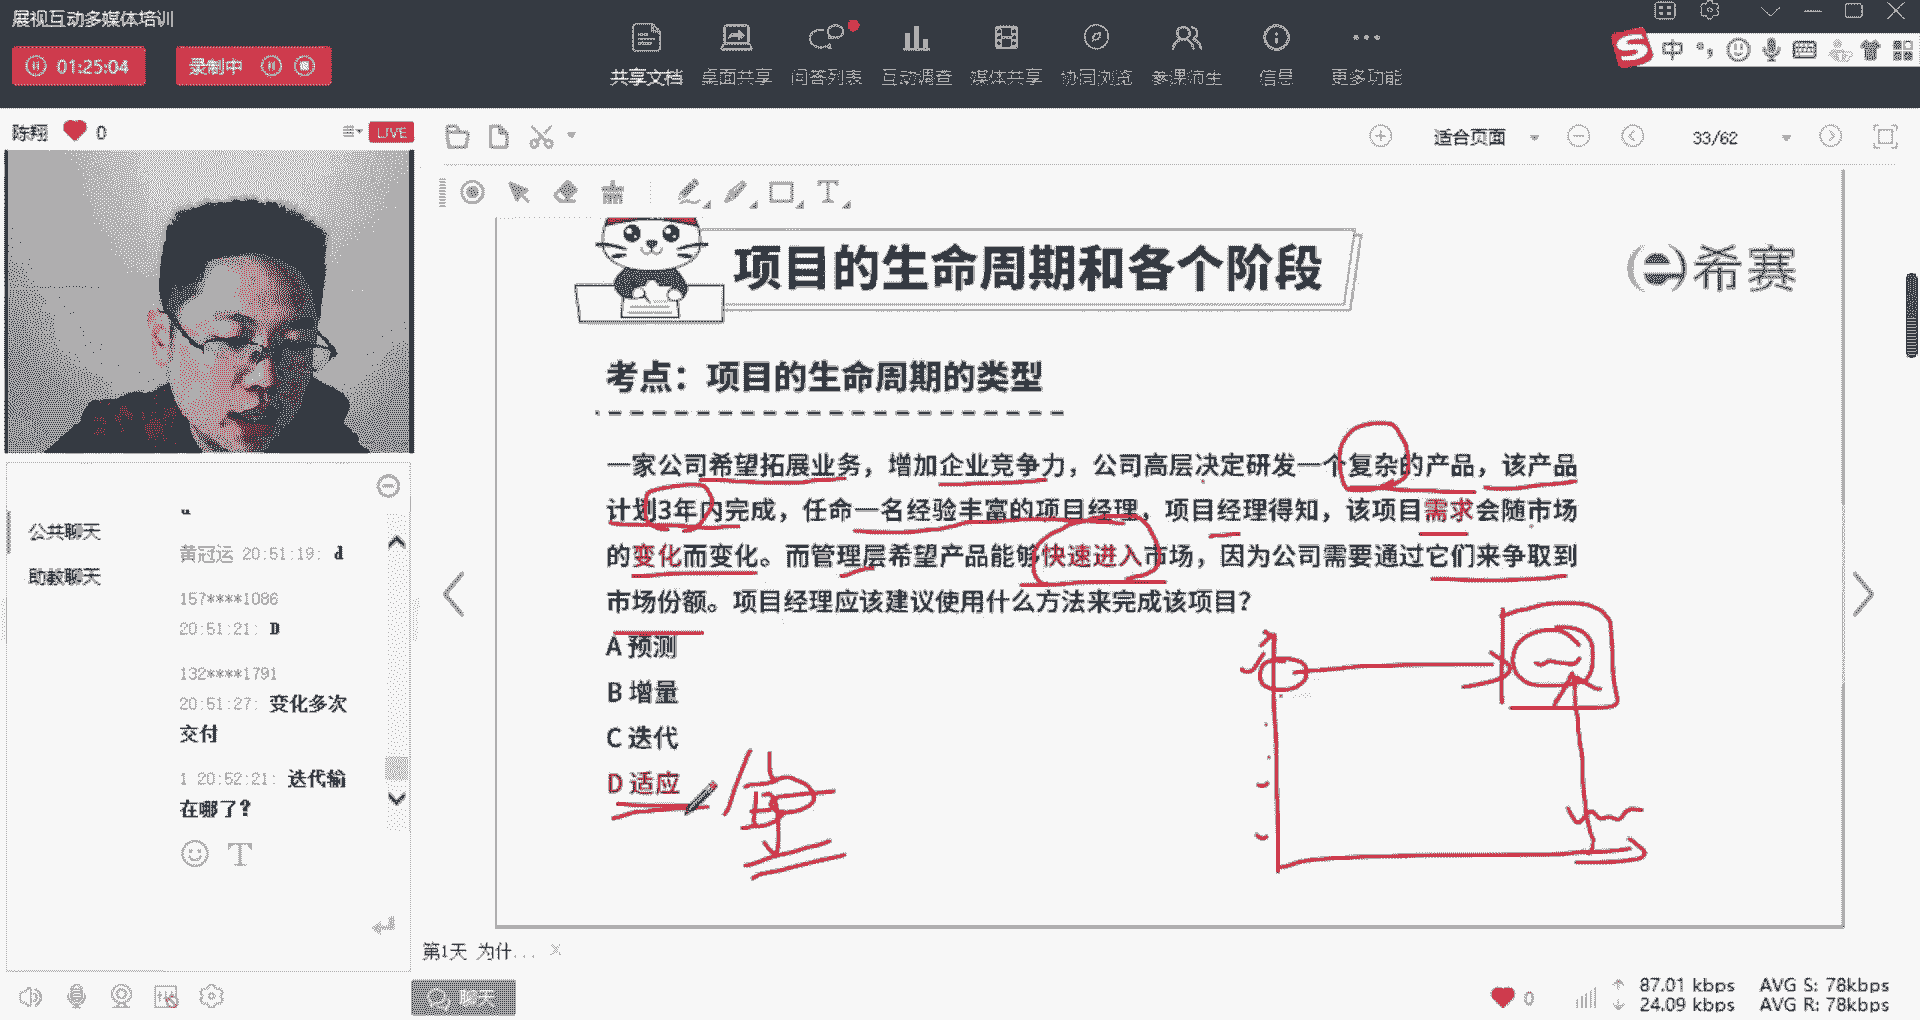 展视互动多媒体培训
01:25:04
录制中
共享文档
桌面共享
问答列表
互动调查
媒体共享
协同浏览
参课师生
信息
更多功能
中
陈翔
0
LIVE
适合页面
33/62
T
项目的生命周期和各个阶段
希赛
考点：项目的生命周期的类型
一家公司希望拓展业务，增加企业竞争力，公司高层决定研发一个复杂的产品，该产品
计划3年内完成，任命一名经验丰富的项目经理，项目经理得知，该项目需求会随市场
的变化而变化。而管理层希望产品能够快速进入市场，因为公司需要通过它们来争取到
市场份额。项目经理应该建议使用什么方法来完成该项目？
A 预测
B 增量
C 迭代
D 适应
公共聊天
助教聊天
黄冠运 20:51:19: d
157****1086
20:51:21: D
132****1791
20:51:27: 变化多次
交付
1 20:52:21: 迭代输
在哪了？
T
第1天 为什...
聊天
0
87.01 kbps
24.09 kbps
AVG S: 78kbps
AVG R: 78kbps